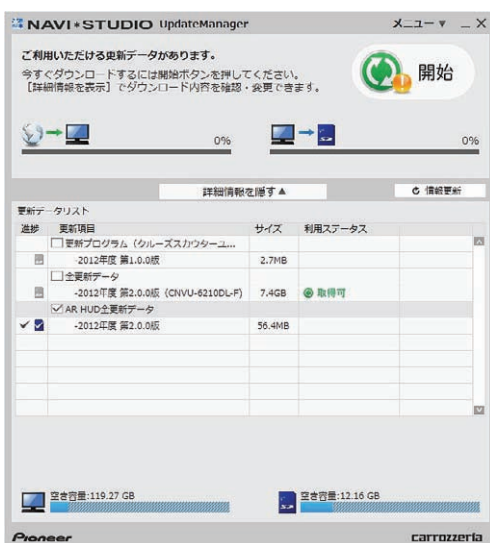 NAVI*STUDIO UpdateManager
メニュー ▼ _ X
ご利用いただける更新データがあります。
今すぐダウンロードするには開始ボタンを押してください。
[詳細情報を表示] でダウンロード内容を確認・変更できます。
開始
0%
0%
詳細情報を隠す▲
情報更新
更新データリスト
進捗 更新項目 サイズ 利用ステータス
更新プログラム (クルーズスカウターユ...
-2012年度 第1.0.0版 2.7MB
全更新データ
-2012年度 第2.0.0版 (CNVU-6210DL-F) 7.4GB 取得可
AR HUD全更新データ
-2012年度 第2.0.0版 56.4MB
空き容量:119.27 GB
空き容量:12.16 GB
Pioneer
carrozzeria